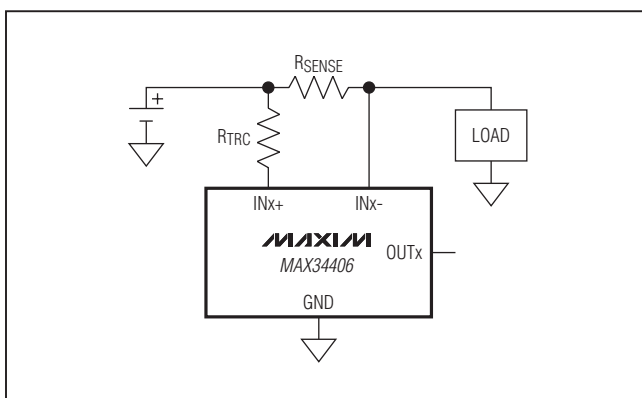 RSENSE
+
RTRC
LOAD
INx+ INx-
MAXIM
OUTx
MAX34406
GND